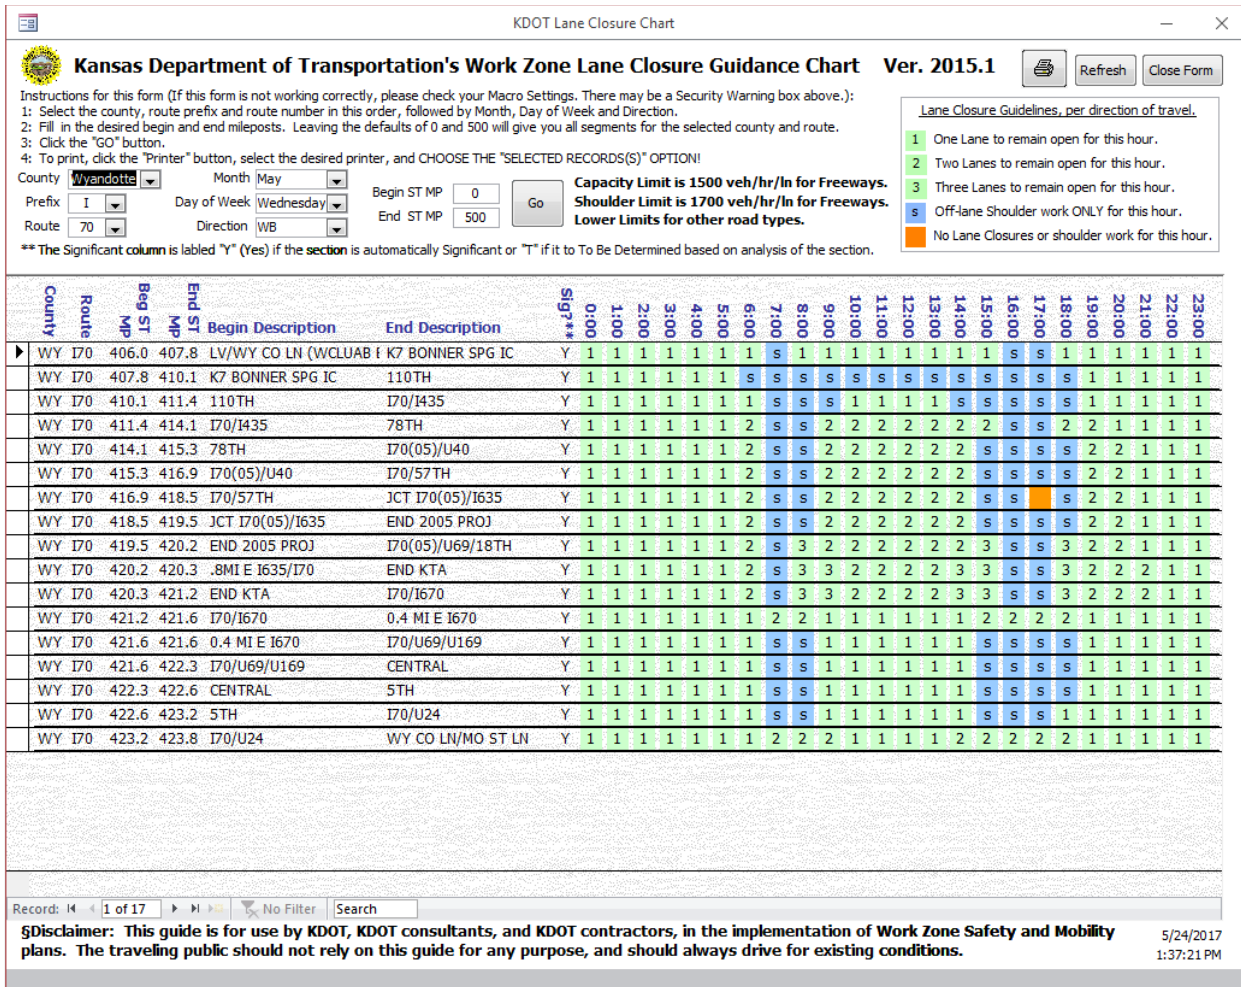 KDOT Lane Closure Chart
Kansas Department of Transportation's Work Zone Lane Closure Guidance Chart Ver. 2015.1
Refresh
Close Form
Instructions for this form (If this form is not working correctly, please check your Macro Settings. There may be a Security Warning box above.):
1: Select the county, route prefix and route number in this order, followed by Month, Day of Week and Direction.
2: Fill in the desired begin and end mileposts. Leaving the defaults of 0 and 500 will give you all segments for the selected county and route.
3: Click the "GO" button.
4: To print, click the "Printer" button, select the desired printer, and CHOOSE THE "SELECTED RECORDS(S)" OPTION!
County Wyandotte Month May
Prefix I Day of Week Wednesday
Route 70 Direction WB
Begin ST MP 0
End ST MP 500
Go
Capacity Limit is 1500 veh/hr/ln for Freeways.
Shoulder Limit is 1700 veh/hr/ln for Freeways.
Lower Limits for other road types.
** The Significant column is labled "Y" (Yes) if the section is automatically Significant or "T" if it to To Be Determined based on analysis of the section.
Lane Closure Guidelines, per direction of travel.
1 One Lane to remain open for this hour.
2 Two Lanes to remain open for this hour.
3 Three Lanes to remain open for this hour.
s Off-lane Shoulder work ONLY for this hour.
No Lane Closures or shoulder work for this hour.
County Route Beg ST MP End ST MP Begin Description End Description Sig?** 0:00 1:00 2:00 3:00 4:00 5:00 6:00 7:00 8:00 9:00 10:00 11:00 12:00 13:00 14:00 15:00 16:00 17:00 18:00 19:00 20:00 21:00 22:00 23:00
WY I70 406.0 407.8 LV/WY CO LN (WCLUAB E K7 BONNER SPG IC Y 1 1 1 1 1 1 1 s 1 1 1 1 1 1 1 1 s s 1 1 1 1 1 1
WY I70 407.8 410.1 K7 BONNER SPG IC 110TH Y 1 1 1 1 1 1 s s s s s s s s s s s s s 1 1 1 1 1
WY I70 410.1 411.4 110TH I70/I435 Y 1 1 1 1 1 1 1 s s s 1 1 1 1 s s s s s 1 1 1 1 1
WY I70 411.4 414.1 I70/I435 78TH Y 1 1 1 1 1 1 2 s s 2 2 2 2 2 2 2 s s 2 2 1 1 1 1
WY I70 414.1 415.3 78TH I70(05)/U40 Y 1 1 1 1 1 1 2 s s 2 2 2 2 2 2 s s s s 2 2 1 1 1
WY I70 415.3 416.9 I70(05)/U40 I70/57TH Y 1 1 1 1 1 1 2 s s 2 2 2 2 2 2 s s s s 2 2 1 1 1
WY I70 416.9 418.5 I70/57TH JCT I70(05)/I635 Y 1 1 1 1 1 1 2 s s 2 2 2 2 2 2 s s s 2 2 1 1 1
WY I70 418.5 419.5 JCT I70(05)/I635 END 2005 PROJ Y 1 1 1 1 1 1 2 s s 2 2 2 2 2 2 s s s s 2 2 1 1 1
WY I70 419.5 420.2 END 2005 PROJ I70(05)/U69/18TH Y 1 1 1 1 1 1 2 s 3 2 2 2 2 2 2 3 s s 3 2 2 1 1 1
WY I70 420.2 420.3 .8MI E I635/I70 END KTA Y 1 1 1 1 1 1 2 s 3 3 2 2 2 2 3 3 s s 3 2 2 2 1 1
WY I70 420.3 421.2 END KTA I70/I670 Y 1 1 1 1 1 1 2 s 3 3 2 2 2 2 3 3 s s 3 2 2 2 1 1
WY I70 421.2 421.6 I70/I670 0.4 MI E I670 Y 1 1 1 1 1 1 1 2 2 1 1 1 1 1 1 2 2 2 2 1 1 1 1 1
WY I70 421.6 421.6 0.4 MI E I670 I70/U69/U169 Y 1 1 1 1 1 1 1 s s 1 1 1 1 1 1 s s s s 1 1 1 1 1
WY I70 421.6 422.3 I70/U69/U169 CENTRAL Y 1 1 1 1 1 1 1 s s 1 1 1 1 1 1 s s s s 1 1 1 1 1
WY I70 422.3 422.6 CENTRAL 5TH Y 1 1 1 1 1 1 1 s s 1 1 1 1 1 1 s s s s 1 1 1 1 1
WY I70 422.6 423.2 5TH I70/U24 Y 1 1 1 1 1 1 1 s s 1 1 1 1 1 1 s s s 1 1 1 1 1 1
WY I70 423.2 423.8 I70/U24 WY CO LN/MO ST LN Y 1 1 1 1 1 1 1 2 2 2 1 1 1 1 2 2 2 2 2 1 1 1 1 1
Record: 1 of 17 No Filter Search
§Disclaimer: This guide is for use by KDOT, KDOT consultants, and KDOT contractors, in the implementation of Work Zone Safety and Mobility
plans. The traveling public should not rely on this guide for any purpose, and should always drive for existing conditions.
5/24/2017
1:37:21 PM